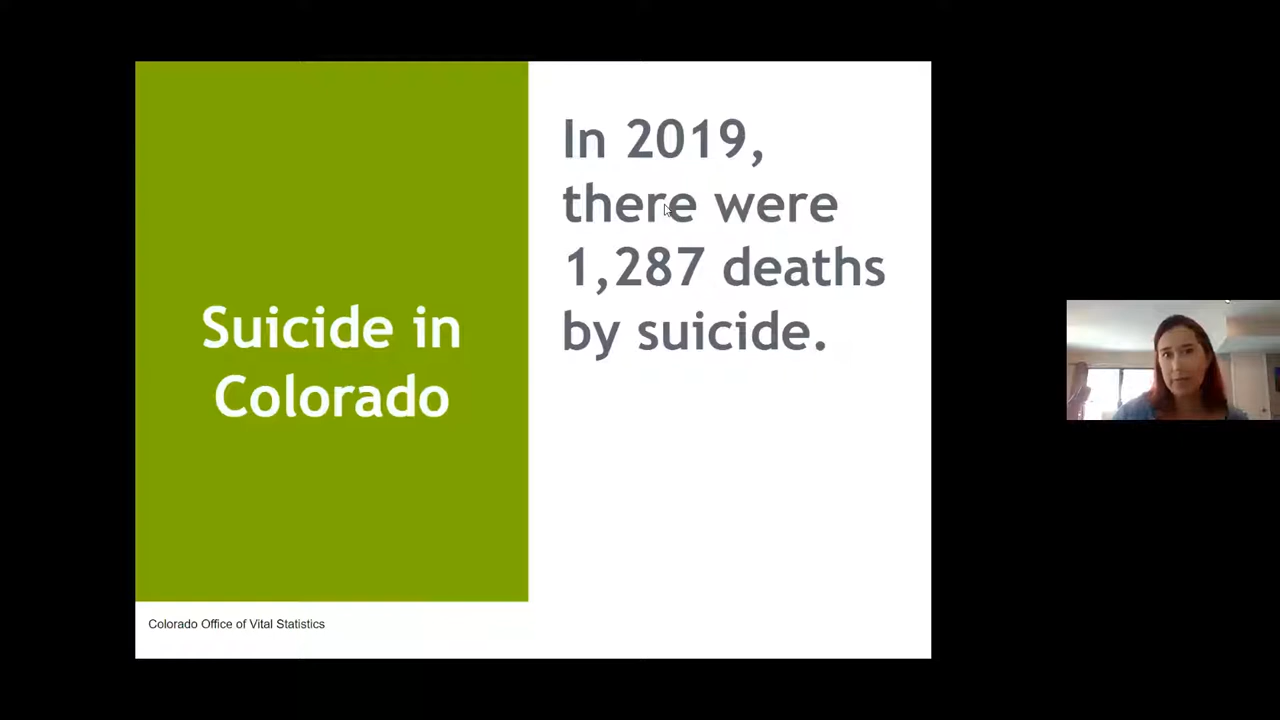 Suicide in
Colorado
In 2019,
there were
1,287 deaths
by suicide.
Colorado Office of Vital Statistics